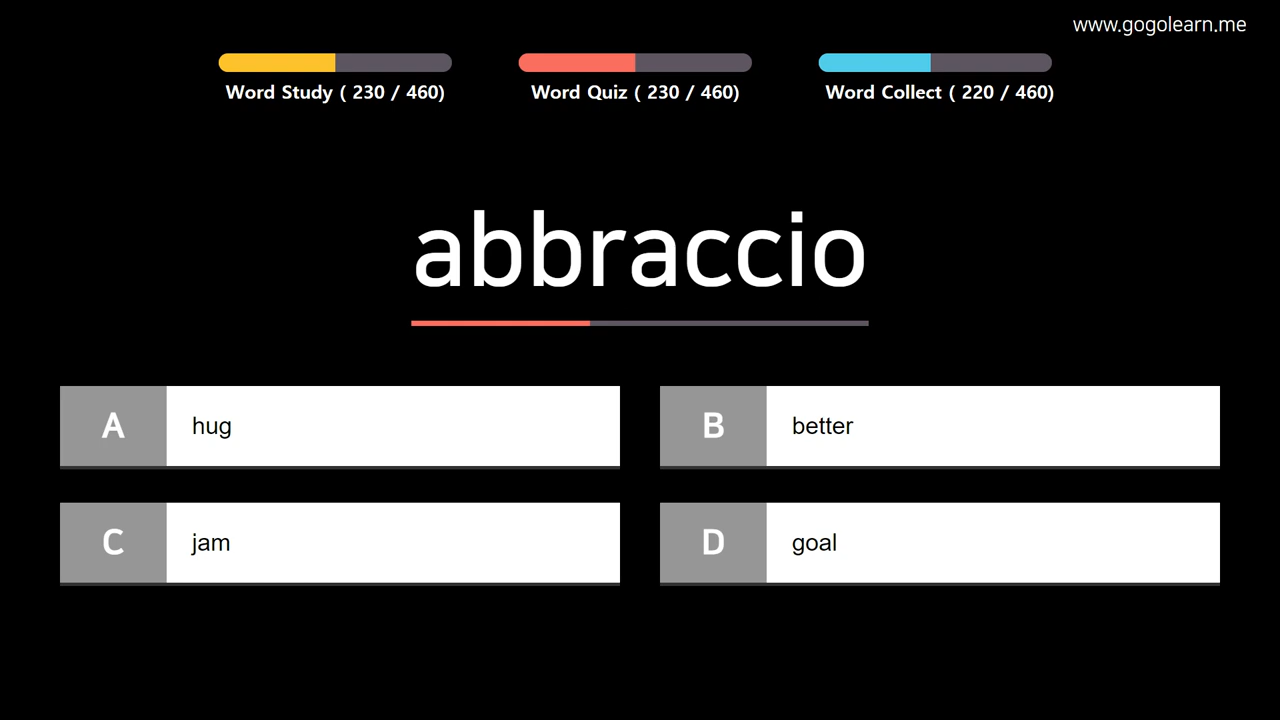 www.gogolearn.me
Word Study ( 230 / 460)
Word Quiz ( 230 / 460)
Word Collect ( 220 / 460)
abbraccio
A hug
B better
C jam
D goal